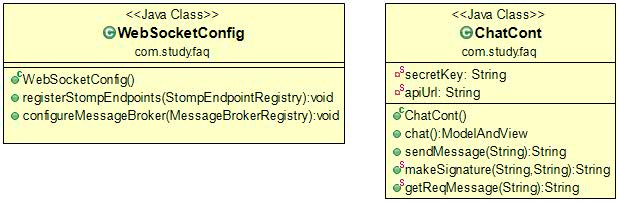 <<Java Class>>
WebSocketConfig
com.study.faq
WebSocketConfig()
registerStompEndpoints(StompEndpointRegistry):void
configureMessageBroker(MessageBrokerRegistry):void
<<Java Class>>
ChatCont
com.study.faq
secretKey: String
apiUrl: String
ChatCont()
chat():ModelAndView
sendMessage(String):String
makeSignature(String,String):String
getReqMessage(String):String